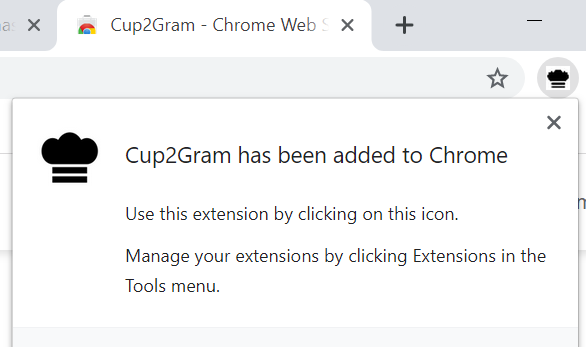 Cup2Gram - Chrome Web S
Cup2Gram has been added to Chrome
Use this extension by clicking on this icon.
Manage your extensions by clicking Extensions in the
Tools menu.